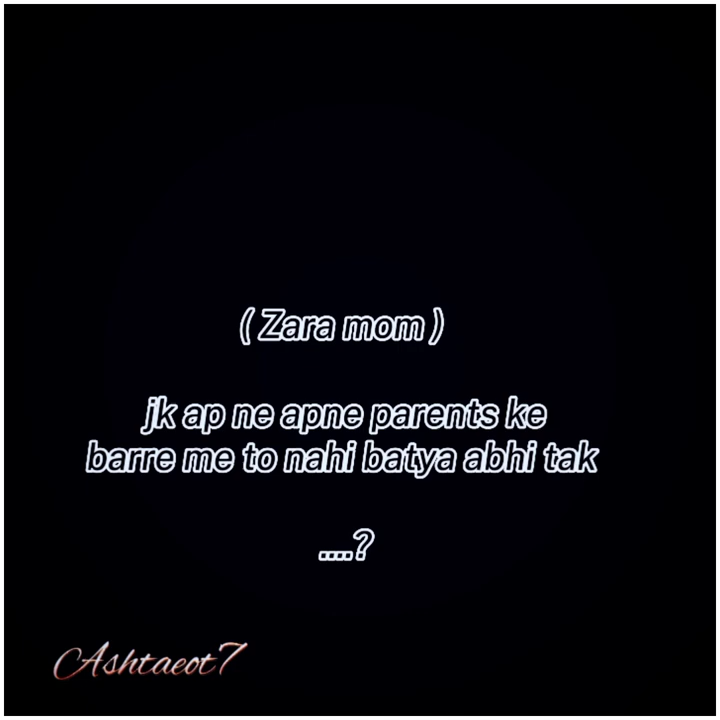 ( Zara mom )
jk ap ne apne parents ke
barre me to nahi batya abhi tak
....?
Ashtaeot7